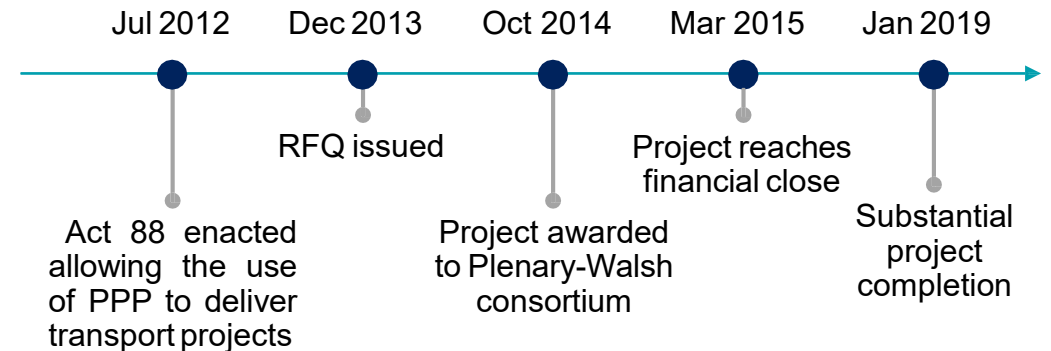 Jul 2012
Dec 2013
Oct 2014
Mar 2015
Jan 2019
Act 88 enacted
allowing the use
of PPP to deliver
transport projects
RFQ issued
Project awarded
to Plenary-Walsh
consortium
Project reaches
financial close
Substantial
project
completion